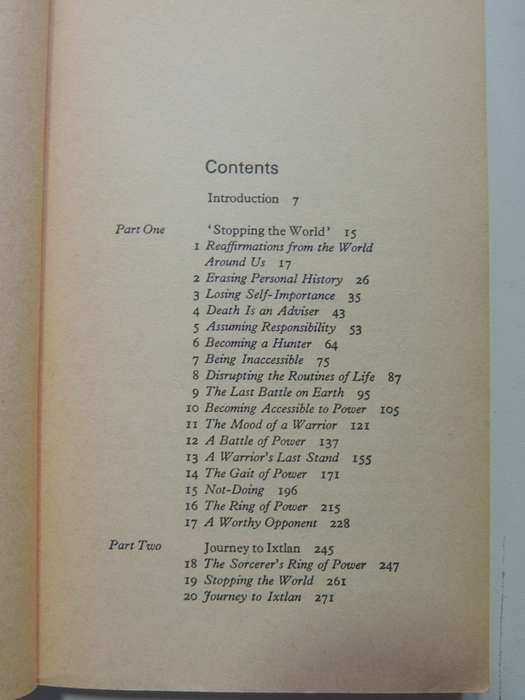 Contents
Introduction 7
Part One 'Stopping the World' 15
1 Reaffirmations from the World
Around Us 17
2 Erasing Personal History 26
3 Losing Self-Importance 35
4 Death Is an Adviser 43
5 Assuming Responsibility 53
6 Becoming a Hunter 64
7 Being Inaccessible 75
8 Disrupting the Routines of Life 87
9 The Last Battle on Earth 95
10 Becoming Accessible to Power 105
11 The Mood of a Warrior 121
12 A Battle of Power 137
13 A Warrior's Last Stand 155
14 The Gait of Power 171
15 Not-Doing 196
16 The Ring of Power 215
17 A Worthy Opponent 228
Part Two Journey to Ixtlan 245
18 The Sorcerer's Ring of Power 247
19 Stopping the World 261
20 Journey to Ixtlan 271